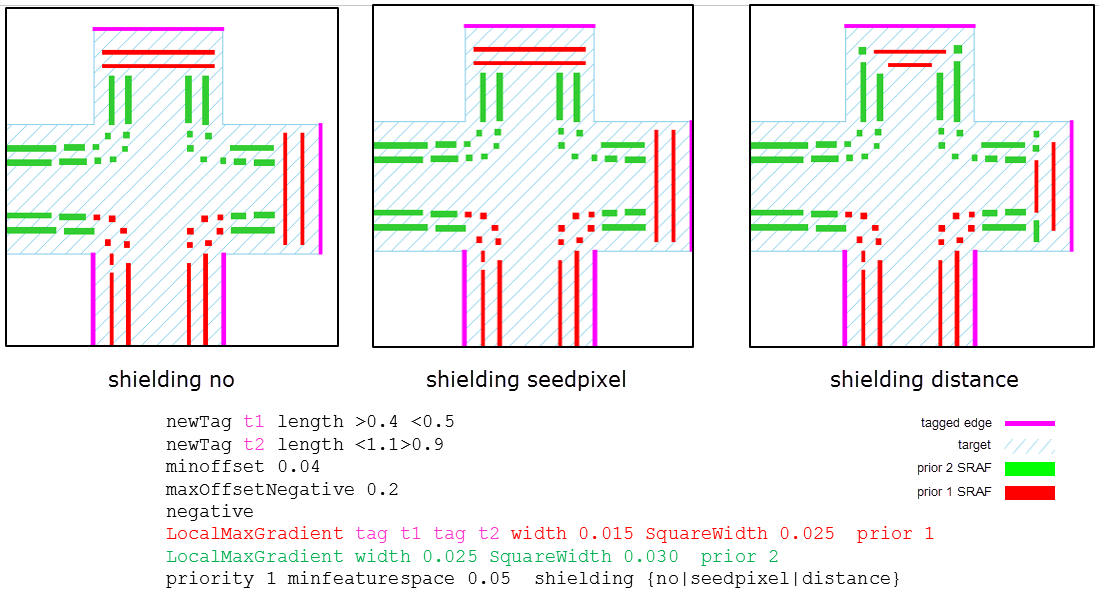 shielding no
shielding seedpixel
shielding distance
newTag t1 length >0.4 <0.5
newTag t2 length <1.1>0.9
minoffset 0.04
maxOffsetNegative 0.2
negative
LocalMaxGradient tag t1 tag t2 width 0.015 SquareWidth 0.025 prior 1
LocalMaxGradient width 0.025 SquareWidth 0.030 prior 2
priority 1 minfeaturespace 0.05 shielding {no|seedpixel|distance}
tagged edge
target
prior 2 SRAF
prior 1 SRAF